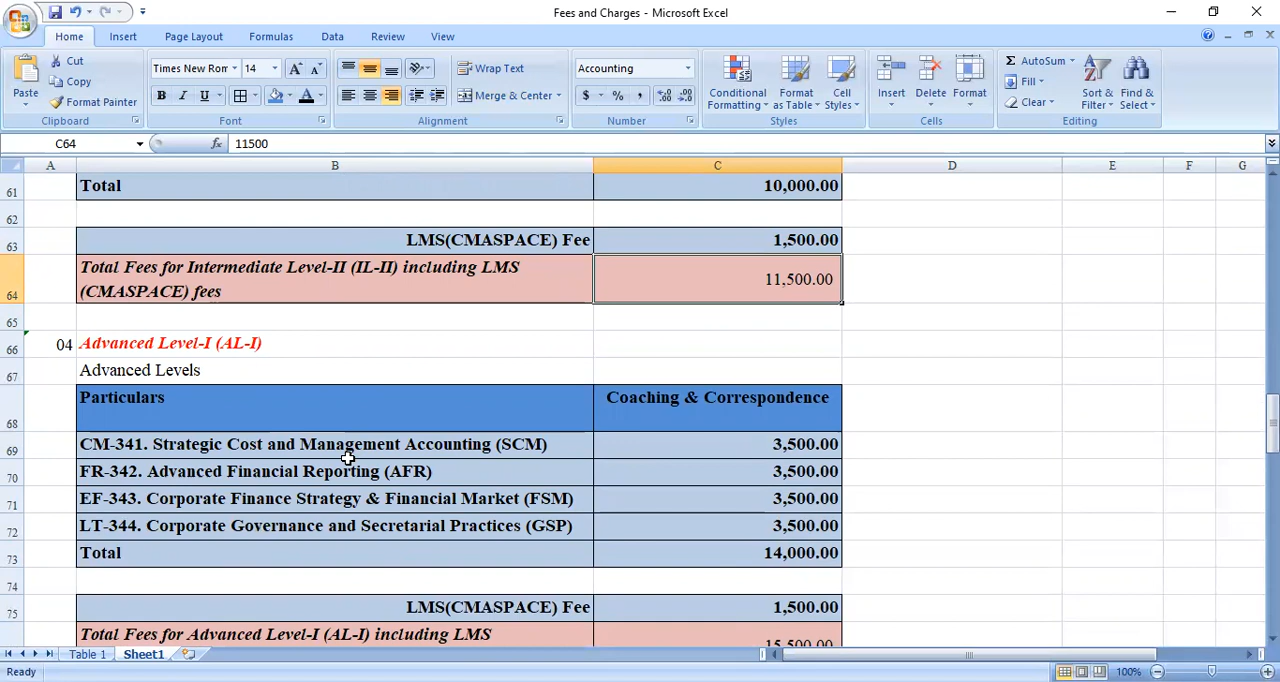 Fees and Charges - Microsoft Excel
Home Insert Page Layout Formulas Data Review View
Paste
Cut
Copy
Format Painter
Clipboard
Times New Rom 14
B I U
Font
Wrap Text
Merge & Center
Alignment
Accounting
$ % ,
Number
Conditional Formatting
Format as Table
Cell Styles
Styles
Insert Delete Format
Cells
AutoSum
Fill
Clear
Sort & Filter
Find & Select
Editing
C64 fx 11500
A B C D E F G
61 Total 10,000.00
62
63 LMS(CMASPACE) Fee 1,500.00
Total Fees for Intermediate Level-II (IL-II) including LMS
64 (CMASPACE) fees 11,500.00
65
66 04 Advanced Level-I (AL-I)
67 Advanced Levels
68 Particulars Coaching & Correspondence
69 CM-341. Strategic Cost and Management Accounting (SCM) 3,500.00
70 FR-342. Advanced Financial Reporting (AFR) 3,500.00
71 EF-343. Corporate Finance Strategy & Financial Market (FSM) 3,500.00
72 LT-344. Corporate Governance and Secretarial Practices (GSP) 3,500.00
73 Total 14,000.00
74
75 LMS(CMASPACE) Fee 1,500.00
Total Fees for Advanced Level-I (AL-I) including LMS 15,500.00
Table 1 Sheet1
Ready 100%